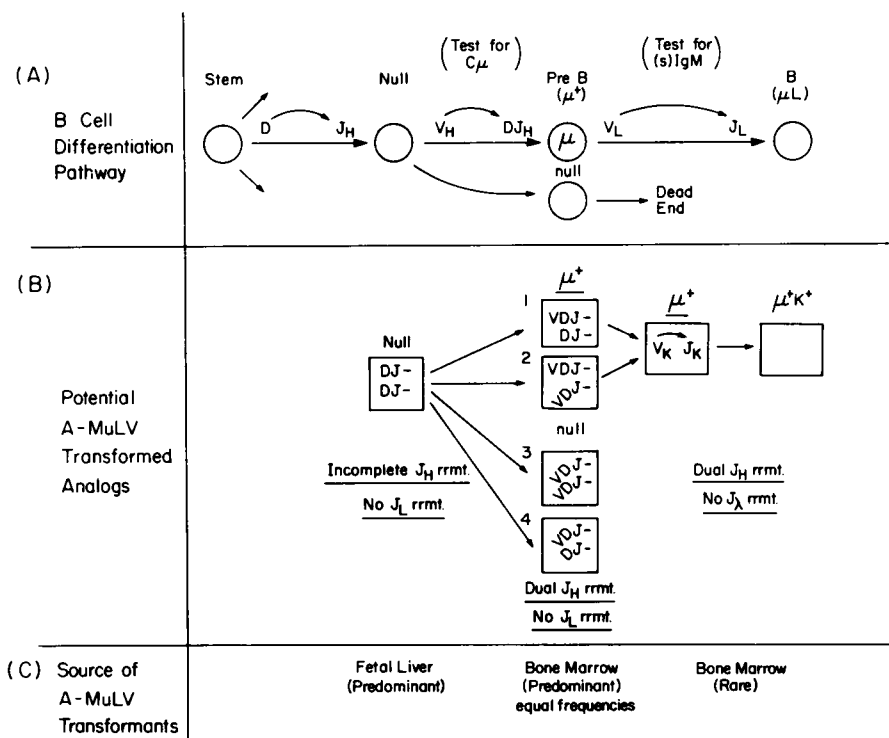 (A)
B Cell
Differentiation
Pathway
Stem
D
J_H
Null
(Test for
Cμ)
V_H
DJ_H
Pre B
(μ⁺)
μ
null
(Test for
(s)IgM)
V_L
J_L
B
(μL)
Dead
End
(B)
Potential
A-MuLV
Transformed
Analogs
Null
DJ-
DJ-
Incomplete J_H rrmt.
No J_L rrmt.
μ⁺
1
VDJ-
DJ-
2
VDJ-
VDJ-
null
3
VDJ-
VDJ-
4
VDJ-
DJ-
Dual J_H rrmt.
No J_L rrmt.
μ⁺
V_K J_K
μ⁺K⁺
Dual J_H rrmt.
No J_λ rrmt.
(C) Source of
A-MuLV
Transformants
Fetal Liver
(Predominant)
Bone Marrow
(Predominant)
equal frequencies
Bone Marrow
(Rare)